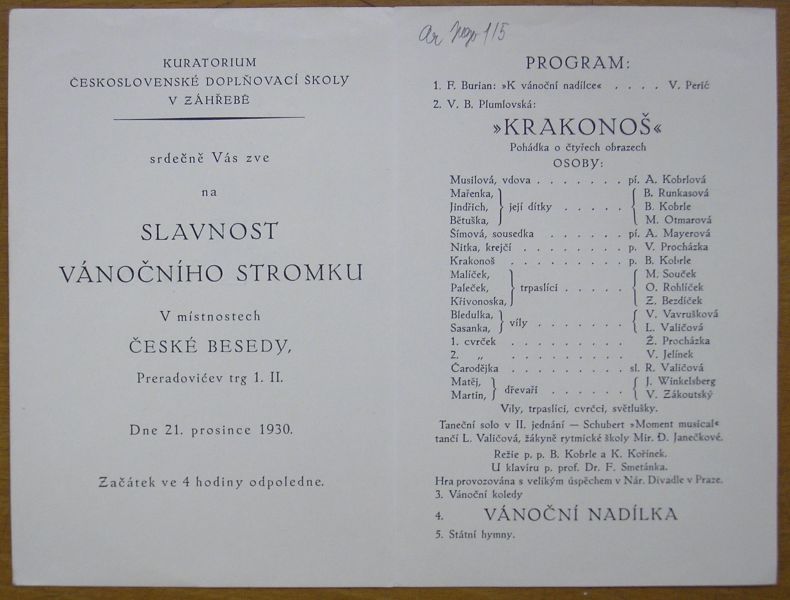 KURATORIUM
ČESKOSLOVENSKÉ DOPLŇOVACÍ ŠKOLY
V ZÁHŘEBĚ
srdečně Vás zve
na
SLAVNOST
VÁNOČNÍHO STROMKU
V místnostech
ČESKÉ BESEDY,
Preradovićev trg 1. II.
Dne 21. prosince 1930.
Začátek ve 4 hodiny odpoledne.
115
PROGRAM:
1. F. Burian: »K vánoční nadílce« . . . . V. Perić
2. V. B. Plumlovská:
»KRAKONOŠ«
Pohádka o čtyřech obrazech
OSOBY:
Musilová, vdova . . . . . . . pí. A. Kobrlová
Mařenka, B. Runkasová
Jindřich, její dítky . . . . . B. Kobrle
Bětuška, M. Otmarová
Šímová, sousedka . . . . . . pí. A. Mayerová
Nitka, krejčí . . . . . . . . p. V. Procházka
Krakonoš . . . . . . . . . p. B. Kobrle
Malíček, M. Souček
Paleček, trpaslíci . . . . . O. Rohlíček
Křivonoska, Z. Bezdíček
Bledulka, V. Vavrušková
víly . . . . . . .
Sasanka, L. Valičová
1. cvrček . . . . . . . . . Ž. Procházka
2. „ . . . . . . . . . V. Jelínek
Čarodějka . . . . . . . . sl. R. Valičová
Matěj, J. Winkelsberg
dřevaři . . . . . .
Martin, V. Zákoutský
Víly, trpaslíci, cvrčci, světlušky.
Taneční solo v II. jednání — Schubert »Moment musical«
tančí L. Valičová, žákyně rytmické školy Mir. Đ. Janečkové.
Režie p. p. B. Kobrle a K. Kořínek.
U klavíru p. prof. Dr. F. Smetánka.
Hra provozována s velikým úspěchem v Nár. Divadle v Praze.
3. Vánoční koledy
4. VÁNOČNÍ NADÍLKA
5. Státní hymny.